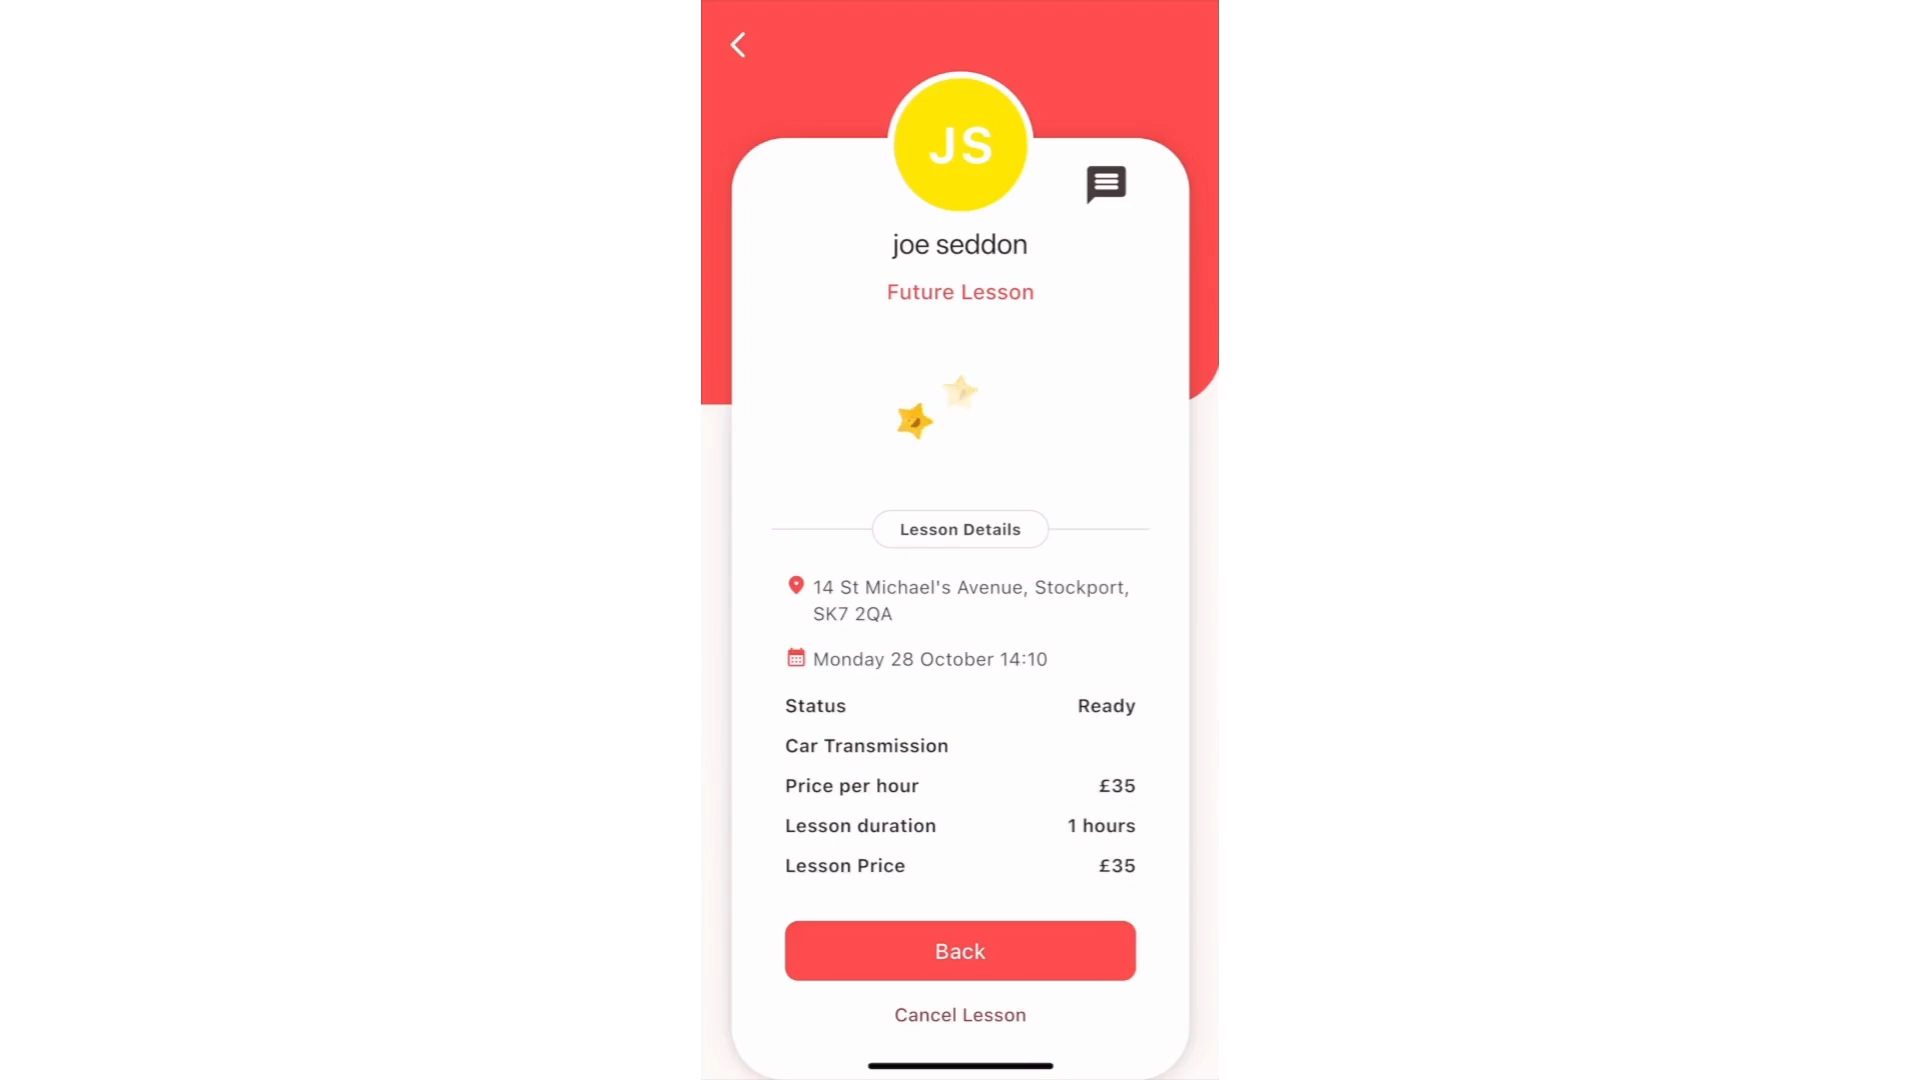 JS
joe seddon
Future Lesson
Lesson Details
14 St Michael's Avenue, Stockport,
SK7 2QA
Monday 28 October 14:10
Status Ready
Car Transmission
Price per hour £35
Lesson duration 1 hours
Lesson Price £35
Back
Cancel Lesson